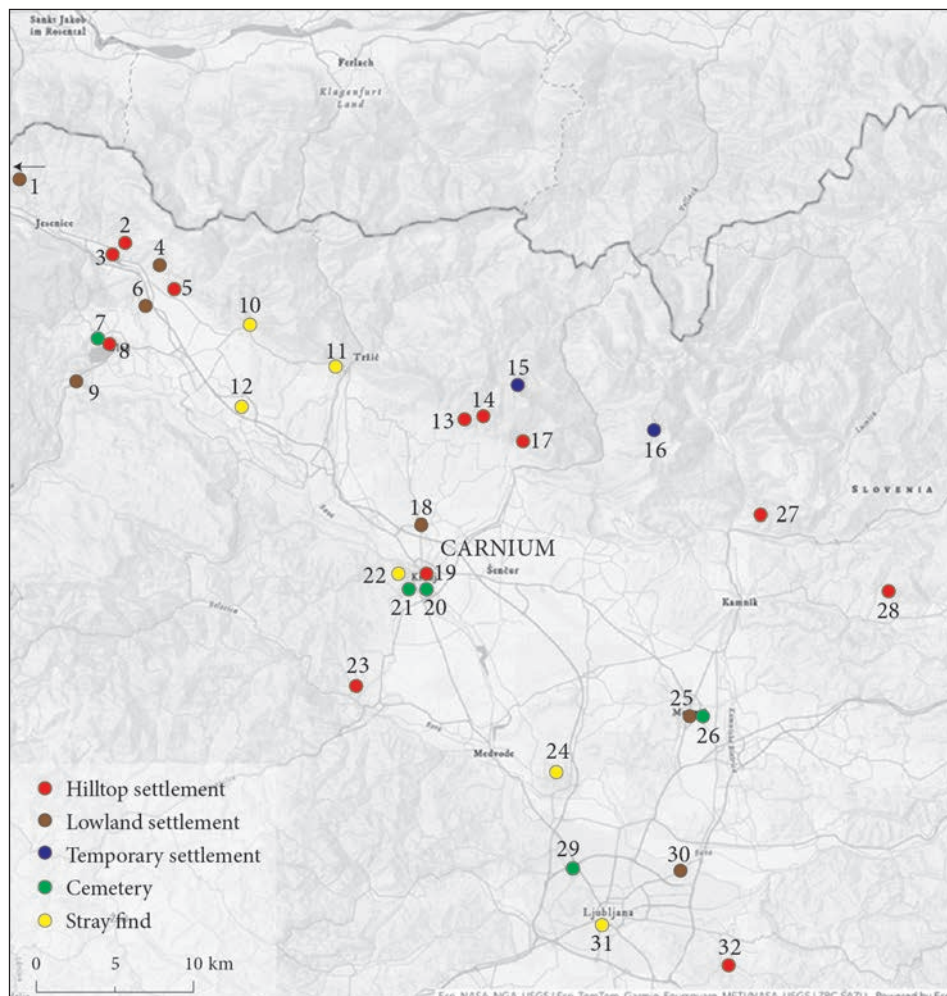 Sankt Jakob
im Rosental
Ferlach
Klagenfurt
Land
1
Jesenice
2
3
4
5
6
7
8
9
10
11
Tržič
12
13
14
15
16
17
SLOVENIA
18
CARNIUM
19
20
21
22
Šenčur
27
28
Kamnik
23
25
26
24
Medvode
29
30
Ljubljana
31
32
Hilltop settlement
Lowland settlement
Temporary settlement
Cemetery
Stray find
0 5 10 km